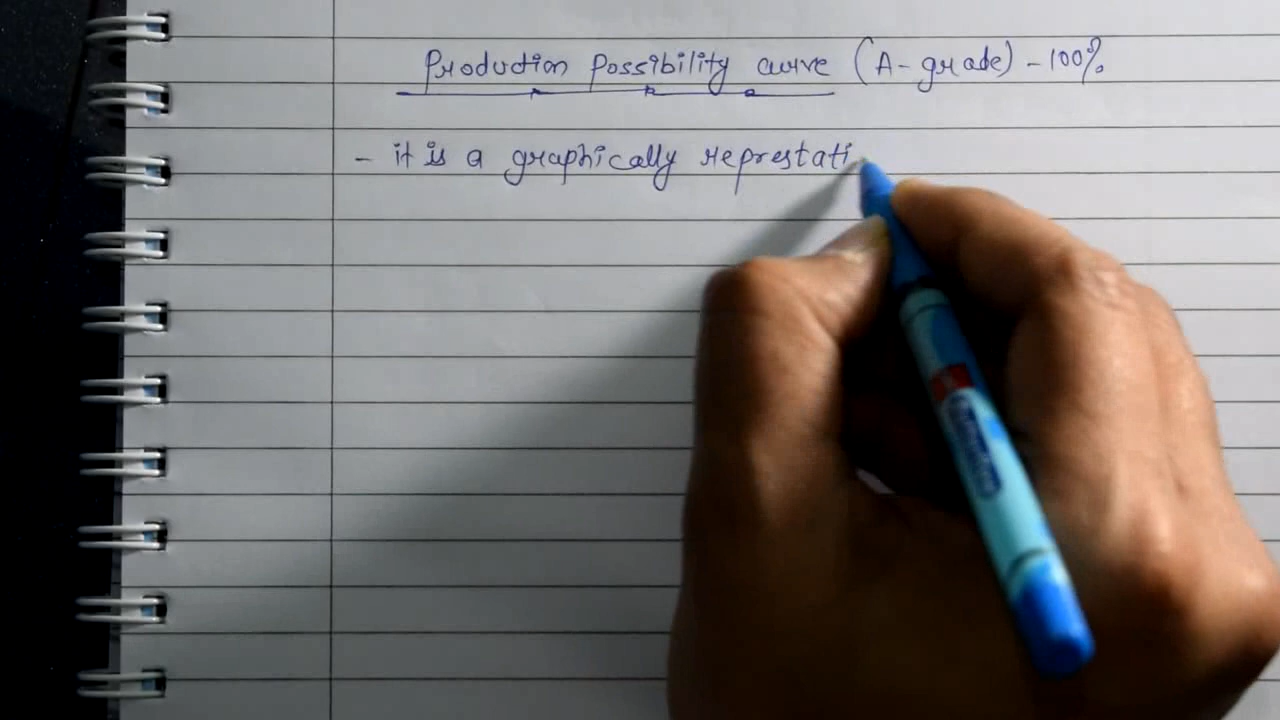 Production Possibility curve (A-grade) - 100%
- it is a graphically represtati